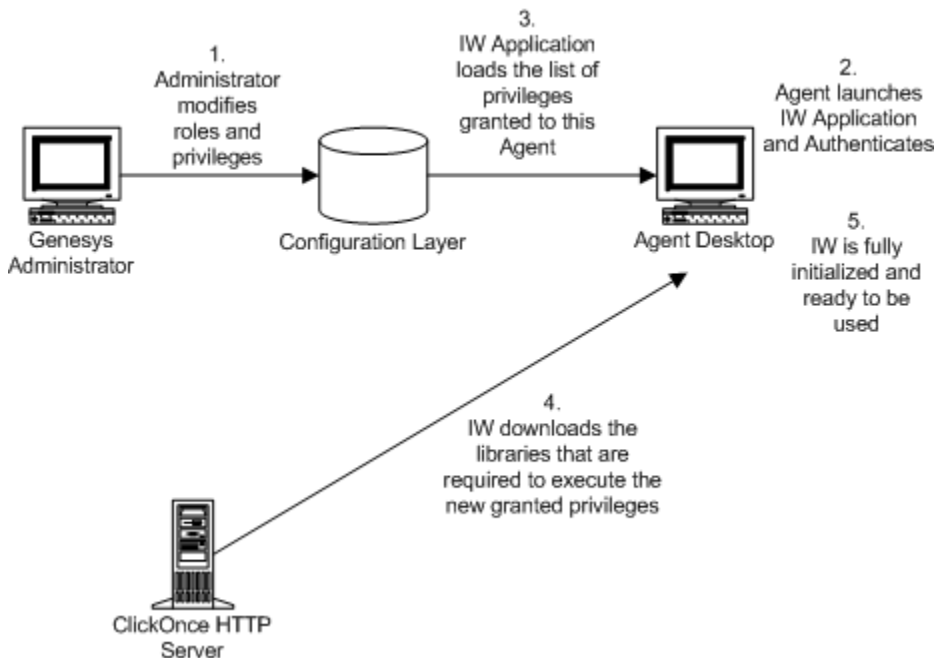 1.
Administrator
modifies
roles and
privileges
3.
IW Application
loads the list of
privileges
granted to this
Agent
2.
Agent launches
IW Application
and Authenticates
Genesys
Administrator
Configuration Layer
Agent Desktop
5.
IW is fully
initialized and
ready to be
used
4.
IW downloads the
libraries that are
required to execute the
new granted privileges
ClickOnce HTTP
Server